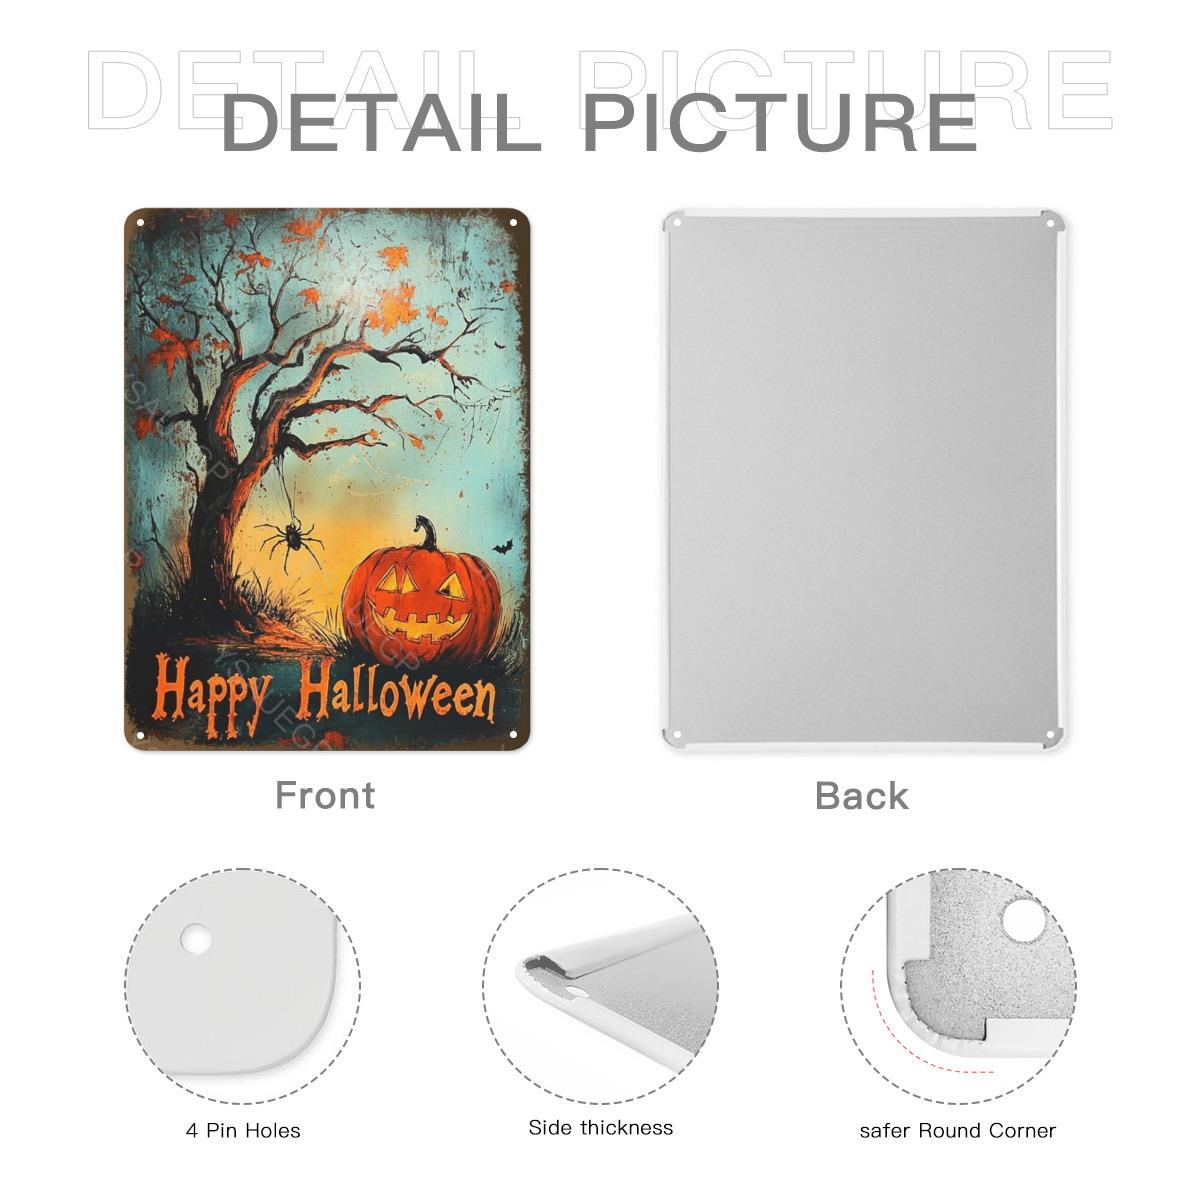 DETAIL PICTURE
DETAIL PICTURE
Happy Halloween
Front
Back
4 Pin Holes
Side thickness
safer Round Corner